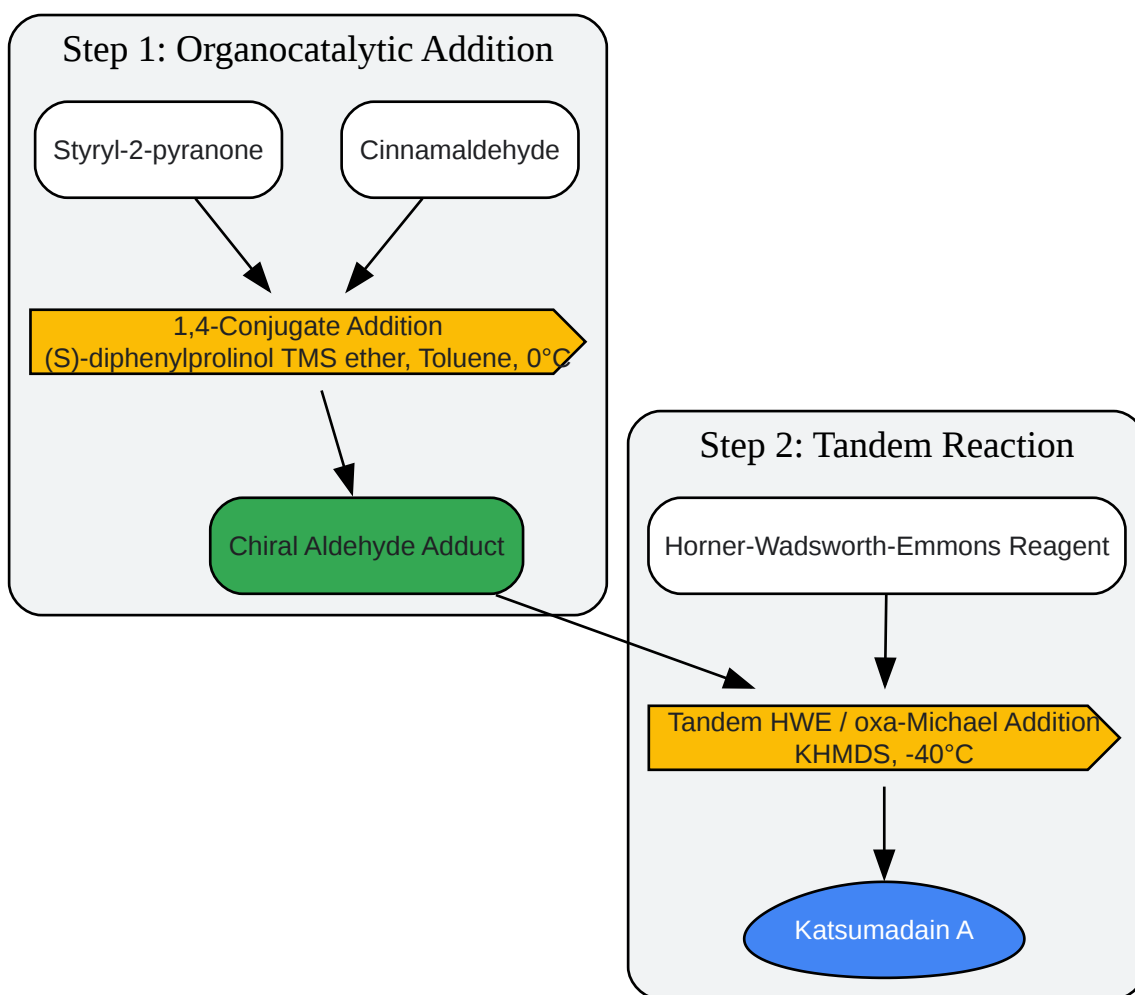 Step 1: Organocatalytic Addition
Styryl-2-pyranone
Cinnamaldehyde
1,4-Conjugate Addition
(S)-diphenylprolinol TMS ether, Toluene, 0°C
Chiral Aldehyde Adduct
Step 2: Tandem Reaction
Horner-Wadsworth-Emmons Reagent
Tandem HWE / oxa-Michael Addition
KHMDS, -40°C
Katsumadain A